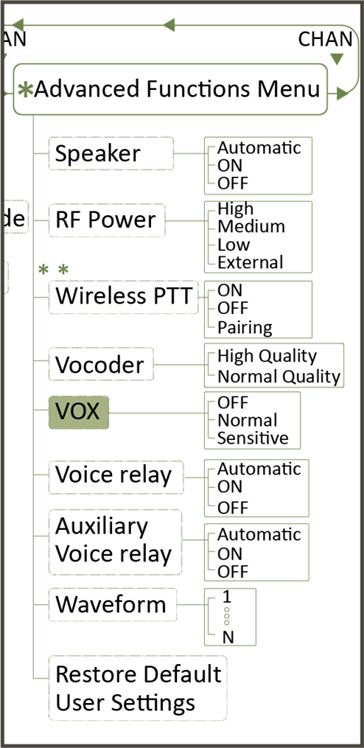 AN
CHAN
*Advanced Functions Menu
Speaker
Automatic
ON
OFF
de
RF Power
High
Medium
Low
External
* *
Wireless PTT
ON
OFF
Pairing
Vocoder
High Quality
Normal Quality
VOX
OFF
Normal
Sensitive
Voice relay
Automatic
ON
OFF
Auxiliary
Voice relay
Automatic
ON
OFF
Waveform
1
N
Restore Default
User Settings